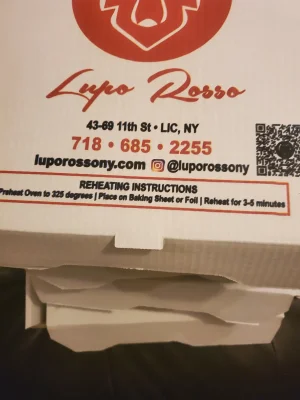 Lupo Rosso
43-69 11th St • LIC, NY
718 • 685 • 2255
luporossony.com @luporossony
REHEATING INSTRUCTIONS
Preheat Oven to 325 degrees | Place on Baking Sheet or Foil | Reheat for 3-5 minutes